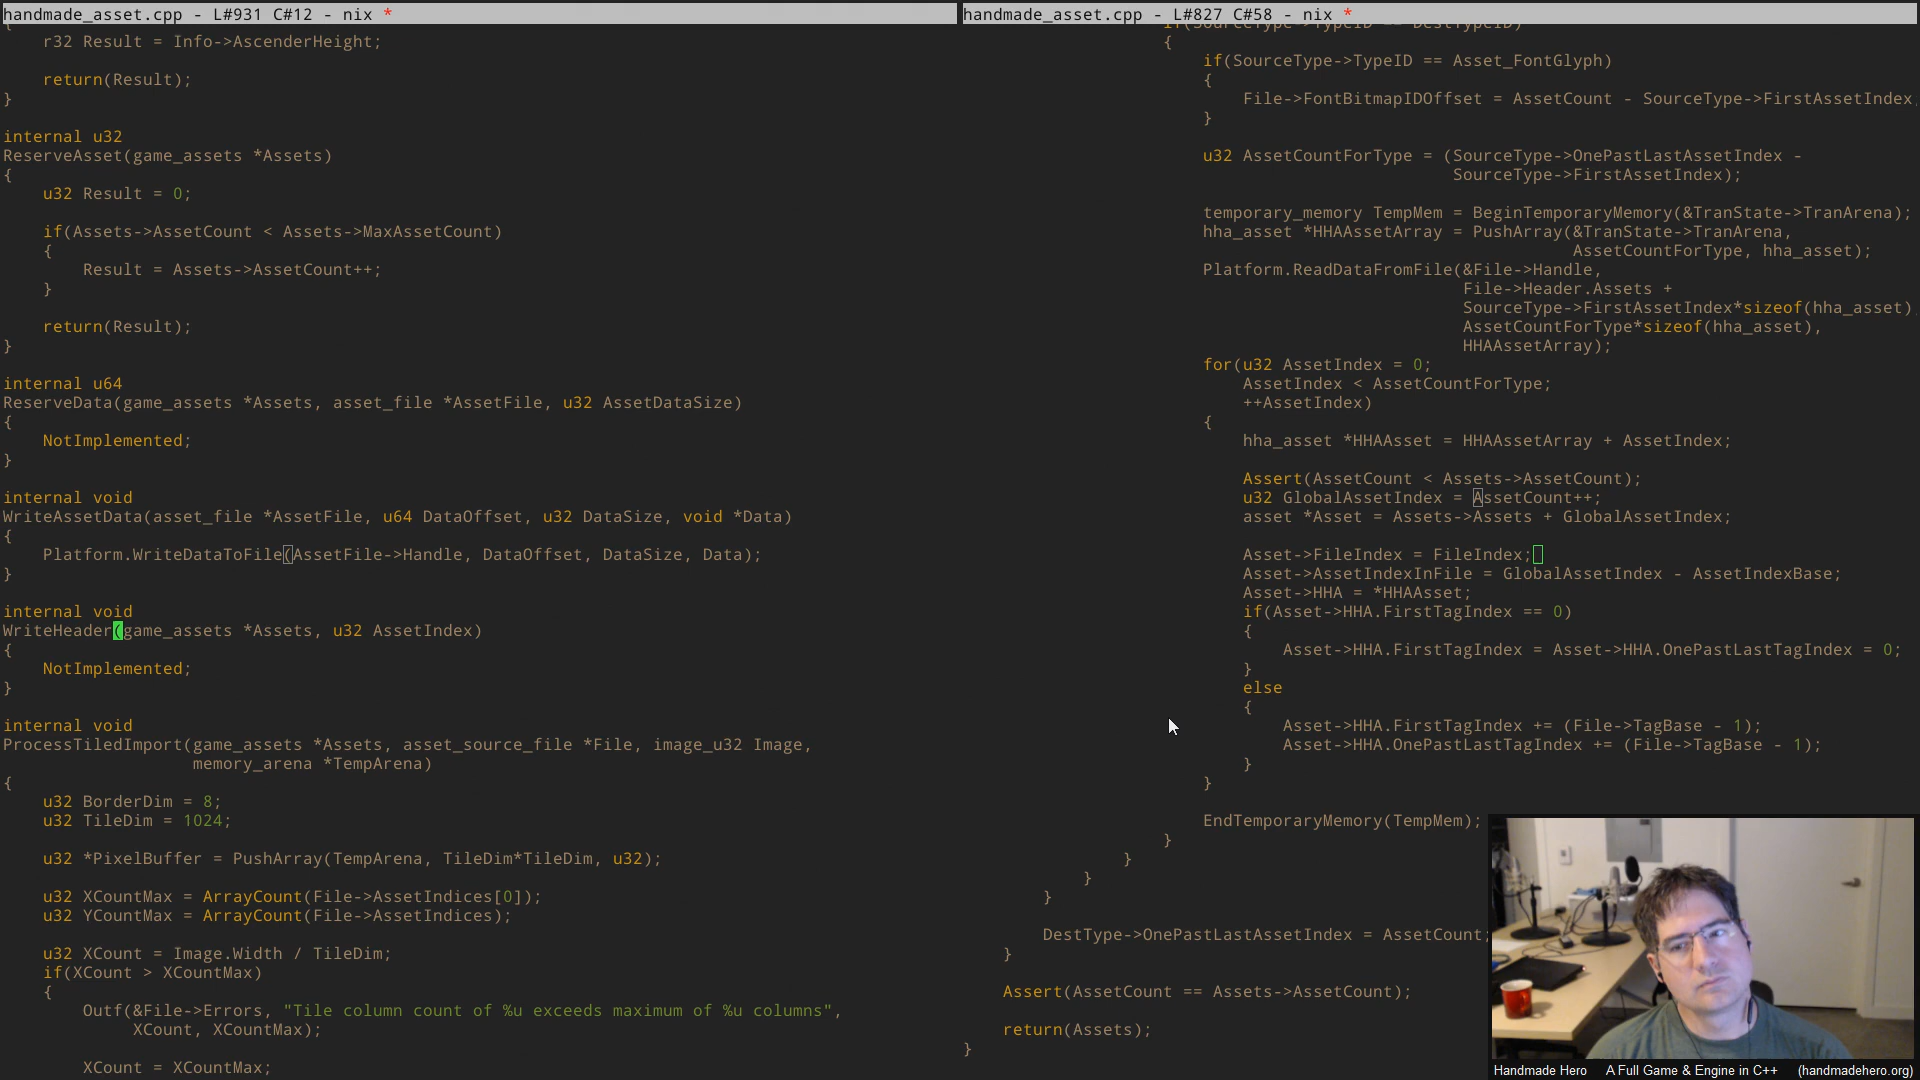 handmade_asset.cpp - L#931 C#12 - nix *
{
    r32 Result = Info->AscenderHeight;

    return(Result);
}

internal u32
ReserveAsset(game_assets *Assets)
{
    u32 Result = 0;

    if(Assets->AssetCount < Assets->MaxAssetCount)
    {
        Result = Assets->AssetCount++;
    }

    return(Result);
}

internal u64
ReserveData(game_assets *Assets, asset_file *AssetFile, u32 AssetDataSize)
{
    NotImplemented;
}

internal void
WriteAssetData(asset_file *AssetFile, u64 DataOffset, u32 DataSize, void *Data)
{
    Platform.WriteDataToFile(AssetFile->Handle, DataOffset, DataSize, Data);
}

internal void
WriteHeader(game_assets *Assets, u32 AssetIndex)
{
    NotImplemented;
}

internal void
ProcessTiledImport(game_assets *Assets, asset_source_file *File, image_u32 Image,
                   memory_arena *TempArena)
{
    u32 BorderDim = 8;
    u32 TileDim = 1024;

    u32 *PixelBuffer = PushArray(TempArena, TileDim*TileDim, u32);

    u32 XCountMax = ArrayCount(File->AssetIndices[0]);
    u32 YCountMax = ArrayCount(File->AssetIndices);

    u32 XCount = Image.Width / TileDim;
    if(XCount > XCountMax)
    {
        Outf(&File->Errors, "Tile column count of %u exceeds maximum of %u columns",
             XCount, XCountMax);

        XCount = XCountMax;
handmade_asset.cpp - L#827 C#58 - nix *
if(SourceType->TypeID == DestTypeID)
{
    if(SourceType->TypeID == Asset_FontGlyph)
    {
        File->FontBitmapIDOffset = AssetCount - SourceType->FirstAssetIndex
    }

    u32 AssetCountForType = (SourceType->OnePastLastAssetIndex -
                             SourceType->FirstAssetIndex);

    temporary_memory TempMem = BeginTemporaryMemory(&TranState->TranArena);
    hha_asset *HHAAssetArray = PushArray(&TranState->TranArena,
                                         AssetCountForType, hha_asset);
    Platform.ReadDataFromFile(&File->Handle,
                              File->Header.Assets +
                              SourceType->FirstAssetIndex*sizeof(hha_asset)
                              AssetCountForType*sizeof(hha_asset),
                              HHAAssetArray);
    for(u32 AssetIndex = 0;
        AssetIndex < AssetCountForType;
        ++AssetIndex)
    {
        hha_asset *HHAAsset = HHAAssetArray + AssetIndex;

        Assert(AssetCount < Assets->AssetCount);
        u32 GlobalAssetIndex = AssetCount++;
        asset *Asset = Assets->Assets + GlobalAssetIndex;

        Asset->FileIndex = FileIndex;
        Asset->AssetIndexInFile = GlobalAssetIndex - AssetIndexBase;
        Asset->HHA = *HHAAsset;
        if(Asset->HHA.FirstTagIndex == 0)
        {
            Asset->HHA.FirstTagIndex = Asset->HHA.OnePastLastTagIndex = 0;
        }
        else
        {
            Asset->HHA.FirstTagIndex += (File->TagBase - 1);
            Asset->HHA.OnePastLastTagIndex += (File->TagBase - 1);
        }
    }

    EndTemporaryMemory(TempMem);
}
}
}
}

DestType->OnePastLastAssetIndex = AssetCount;
}

Assert(AssetCount == Assets->AssetCount);

return(Assets);
}
Handmade Hero    A Full Game & Engine in C++    (handmadehero.org)